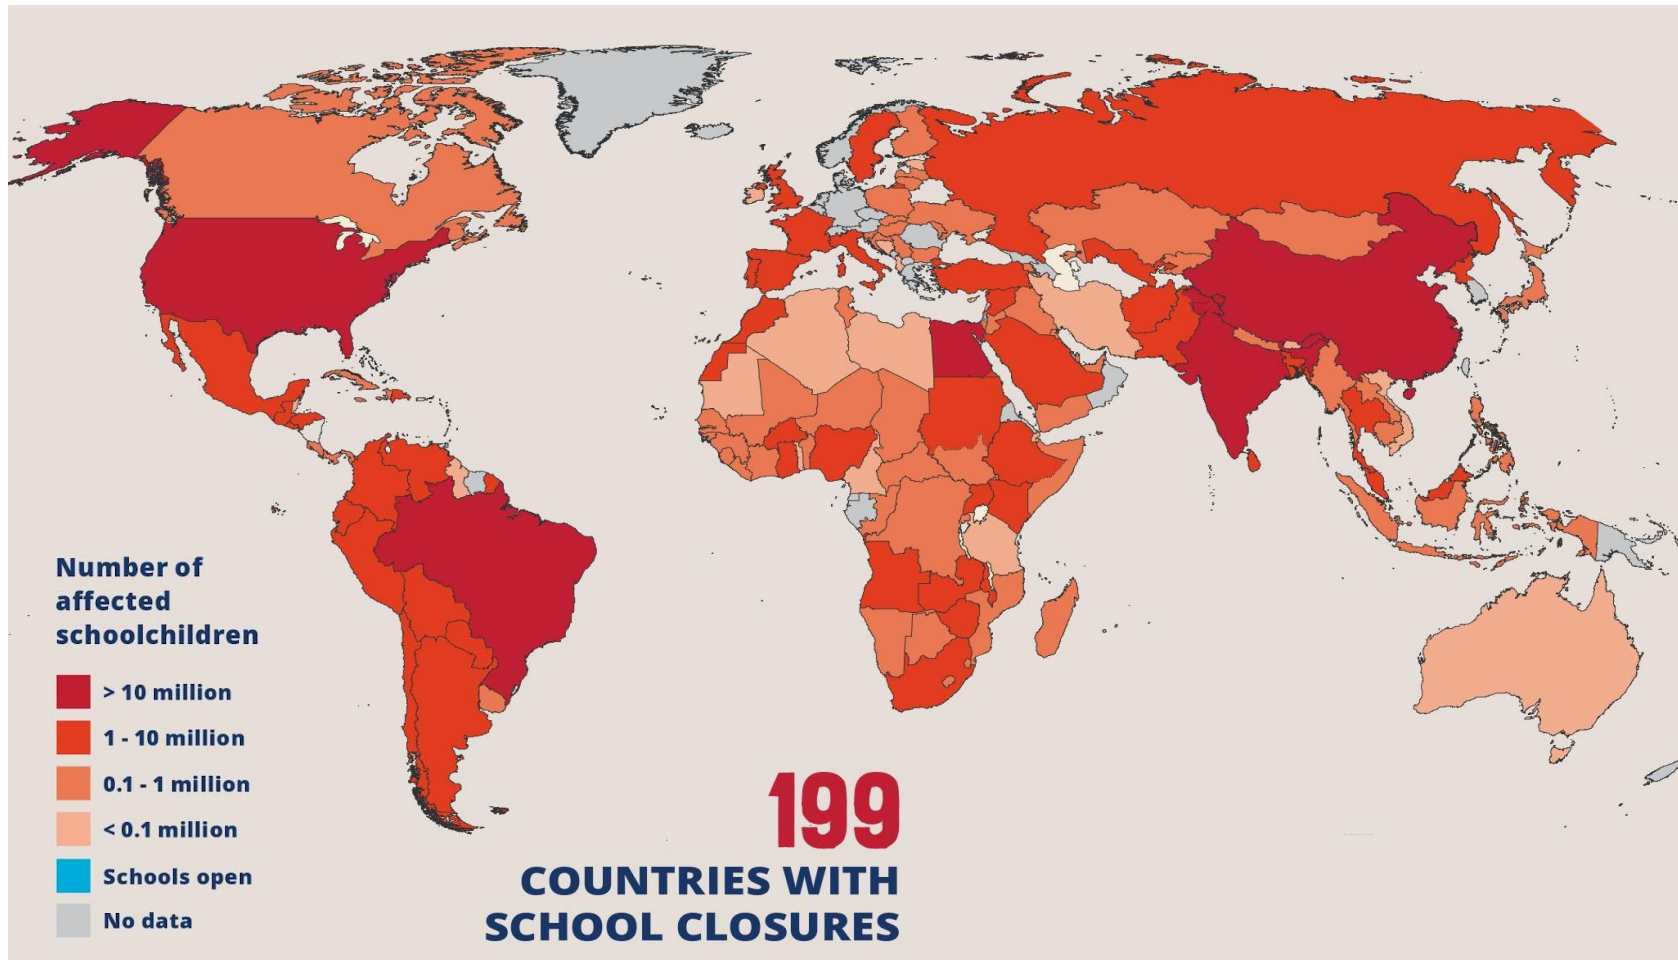 Number of
affected
schoolchildren
> 10 million
1 - 10 million
0.1 - 1 million
< 0.1 million
Schools open
No data
199
COUNTRIES WITH
SCHOOL CLOSURES